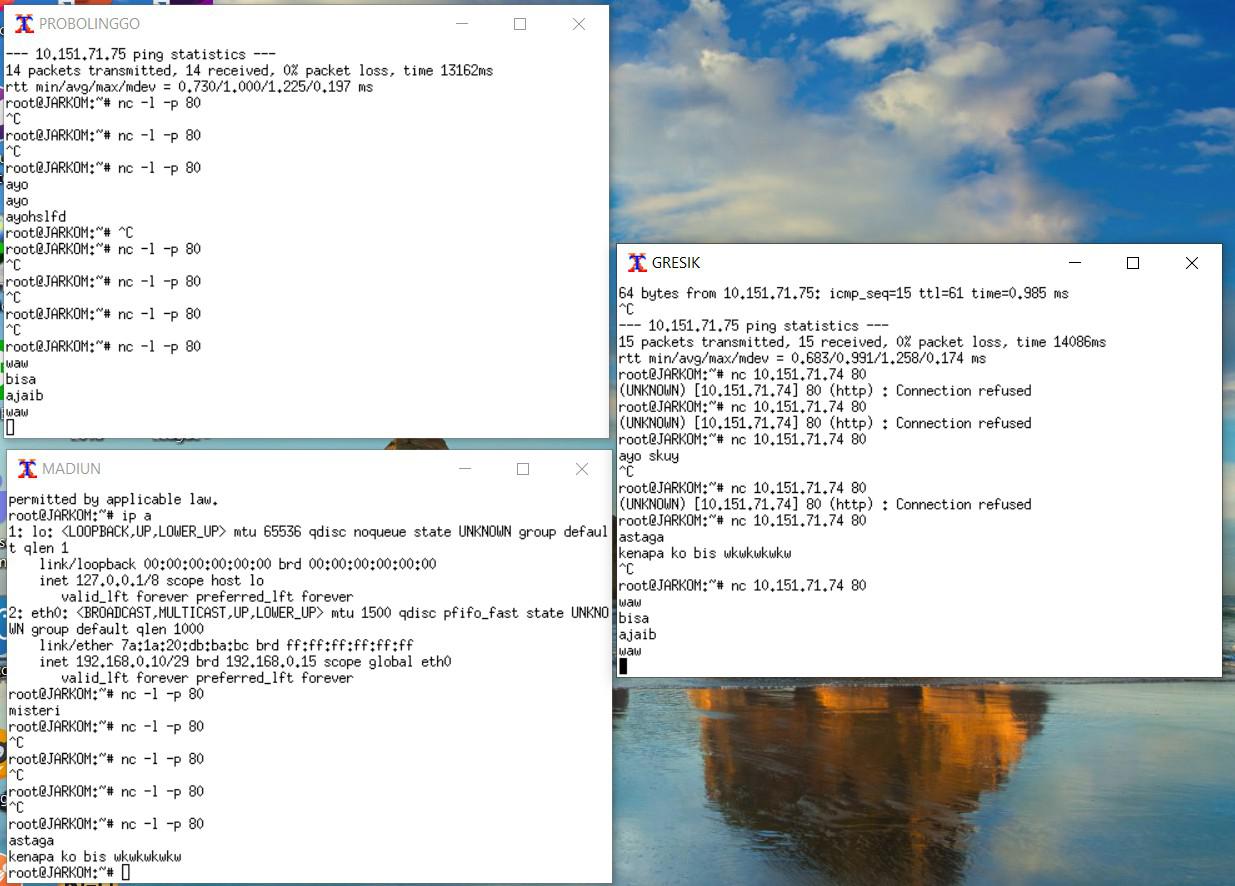 PROBOLINGGO
--- 10.151.71.75 ping statistics ---
14 packets transmitted, 14 received, 0% packet loss, time 13162ms
rtt min/avg/max/mdev = 0.730/1.000/1.225/0.197 ms
root@JARKOM:~# nc -l -p 80
^C
root@JARKOM:~# nc -l -p 80
^C
root@JARKOM:~# nc -l -p 80
ayo
ayo
ayohslfd
root@JARKOM:~# ^C
root@JARKOM:~# nc -l -p 80
^C
root@JARKOM:~# nc -l -p 80
^C
root@JARKOM:~# nc -l -p 80
^C
root@JARKOM:~# nc -l -p 80
waw
bisa
ajaib
waw
MADIUN
permitted by applicable law.
root@JARKOM:~# ip a
1: lo: <LOOPBACK,UP,LOWER_UP> mtu 65536 qdisc noqueue state UNKNOWN group defaul
t qlen 1
link/loopback 00:00:00:00:00:00 brd 00:00:00:00:00:00
inet 127.0.0.1/8 scope host lo
valid_lft forever preferred_lft forever
2: eth0: <BROADCAST,MULTICAST,UP,LOWER_UP> mtu 1500 qdisc pfifo_fast state UNKNO
WN group default qlen 1000
link/ether 7a:1a:20:db:ba:bc brd ff:ff:ff:ff:ff:ff
inet 192.168.0.10/29 brd 192.168.0.15 scope global eth0
valid_lft forever preferred_lft forever
root@JARKOM:~# nc -l -p 80
misteri
root@JARKOM:~# nc -l -p 80
^C
root@JARKOM:~# nc -l -p 80
^C
root@JARKOM:~# nc -l -p 80
^C
root@JARKOM:~# nc -l -p 80
astaga
kenapa ko bis wkwkwkwkw
root@JARKOM:~#
GRESIK
64 bytes from 10.151.71.75: icmp_seq=15 ttl=61 time=0.985 ms
^C
--- 10.151.71.75 ping statistics ---
15 packets transmitted, 15 received, 0% packet loss, time 14086ms
rtt min/avg/max/mdev = 0.683/0.991/1.258/0.174 ms
root@JARKOM:~# nc 10.151.71.74 80
(UNKNOWN) [10.151.71.74] 80 (http) : Connection refused
root@JARKOM:~# nc 10.151.71.74 80
(UNKNOWN) [10.151.71.74] 80 (http) : Connection refused
root@JARKOM:~# nc 10.151.71.74 80
ayo skuy
^C
root@JARKOM:~# nc 10.151.71.74 80
(UNKNOWN) [10.151.71.74] 80 (http) : Connection refused
root@JARKOM:~# nc 10.151.71.74 80
astaga
kenapa ko bis wkwkwkwkw
^C
root@JARKOM:~# nc 10.151.71.74 80
waw
bisa
ajaib
waw